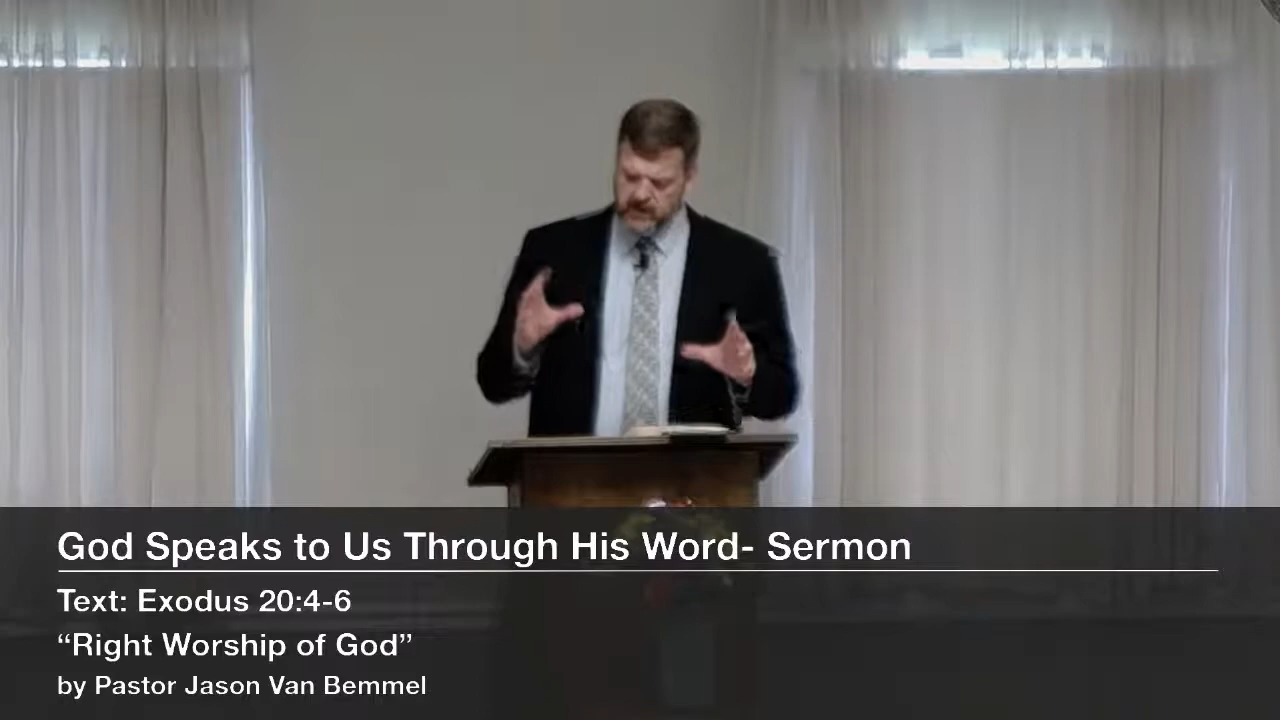 God Speaks to Us Through His Word- Sermon
Text: Exodus 20:4-6
“Right Worship of God”
by Pastor Jason Van Bemmel